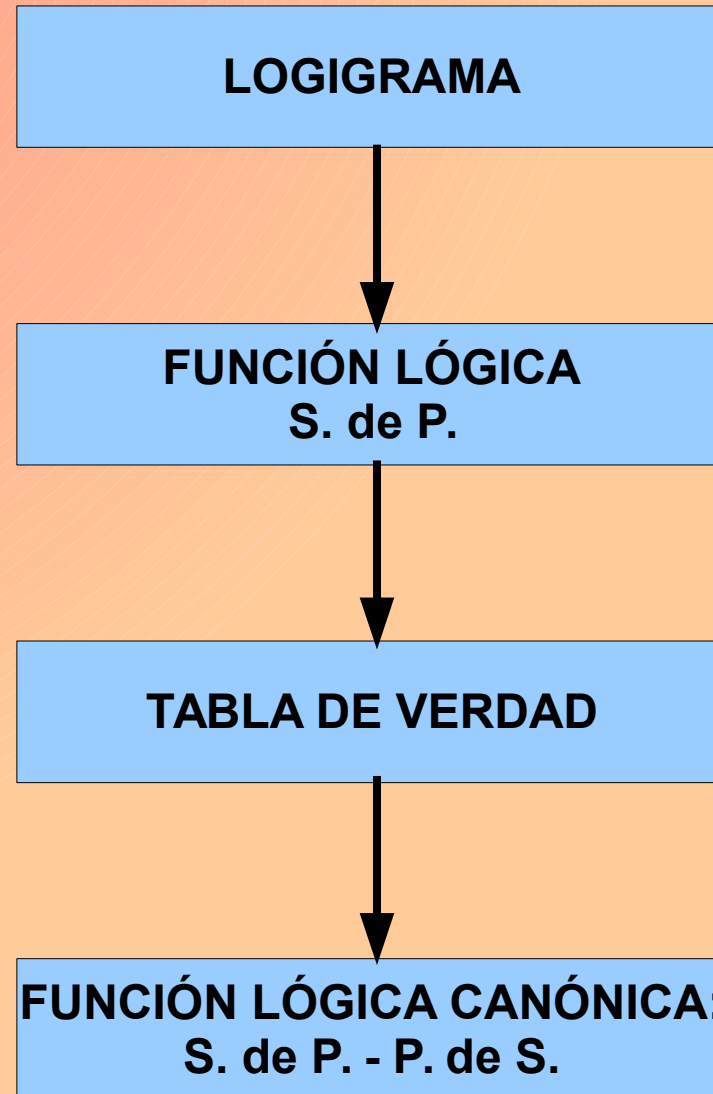 LOGIGRAMA
FUNCIÓN LÓGICA
S. de P.
TABLA DE VERDAD
FUNCIÓN LÓGICA CANÓNICA:
S. de P. - P. de S.